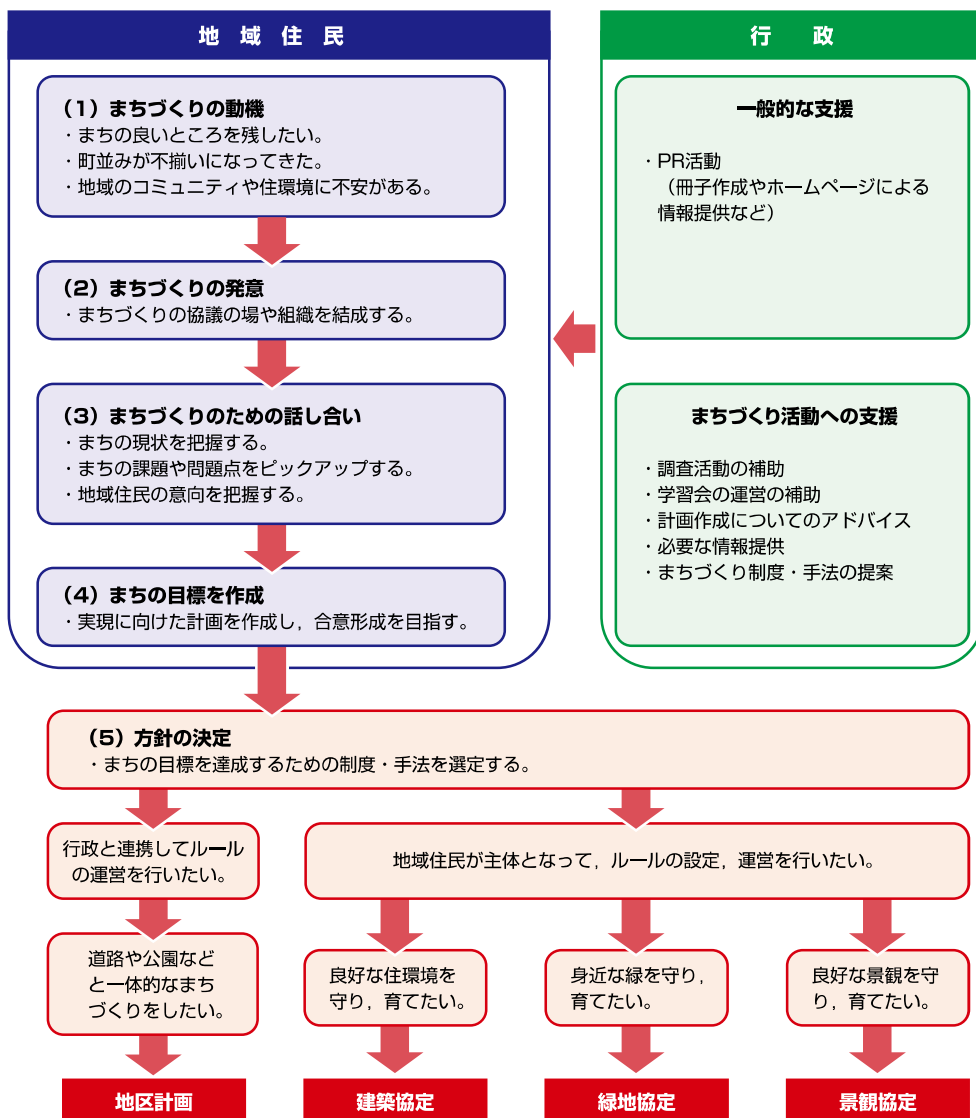 地域住民
(1)まちづくりの動機
・まちの良いところを残したい。
・町並みが不揃いになってきた。
・地域のコミュニティや住環境に不安がある。
(2)まちづくりの発意
・まちづくりの協議の場や組織を結成する。
(3)まちづくりのための話し合い
・まちの現状を把握する。
・まちの課題や問題点をピックアップする。
・地域住民の意向を把握する。
(4)まちの目標を作成
・実現に向けた計画を作成し，合意形成を目指す。
行政
一般的な支援
・PR活動
（冊子作成やホームページによる
情報提供など）
まちづくり活動への支援
・調査活動の補助
・学習会の運営の補助
・計画作成についてのアドバイス
・必要な情報提供
・まちづくり制度・手法の提案
(5)方針の決定
・まちの目標を達成するための制度・手法を選定する。
行政と連携してルール
の運営を行いたい。
地域住民が主体となって，ルールの設定，運営を行いたい。
道路や公園など
と一体的なまち
づくりをしたい。
良好な住環境を
守り，育てたい。
身近な緑を守り，
育てたい。
良好な景観を守
り，育てたい。
地区計画
建築協定
緑地協定
景観協定